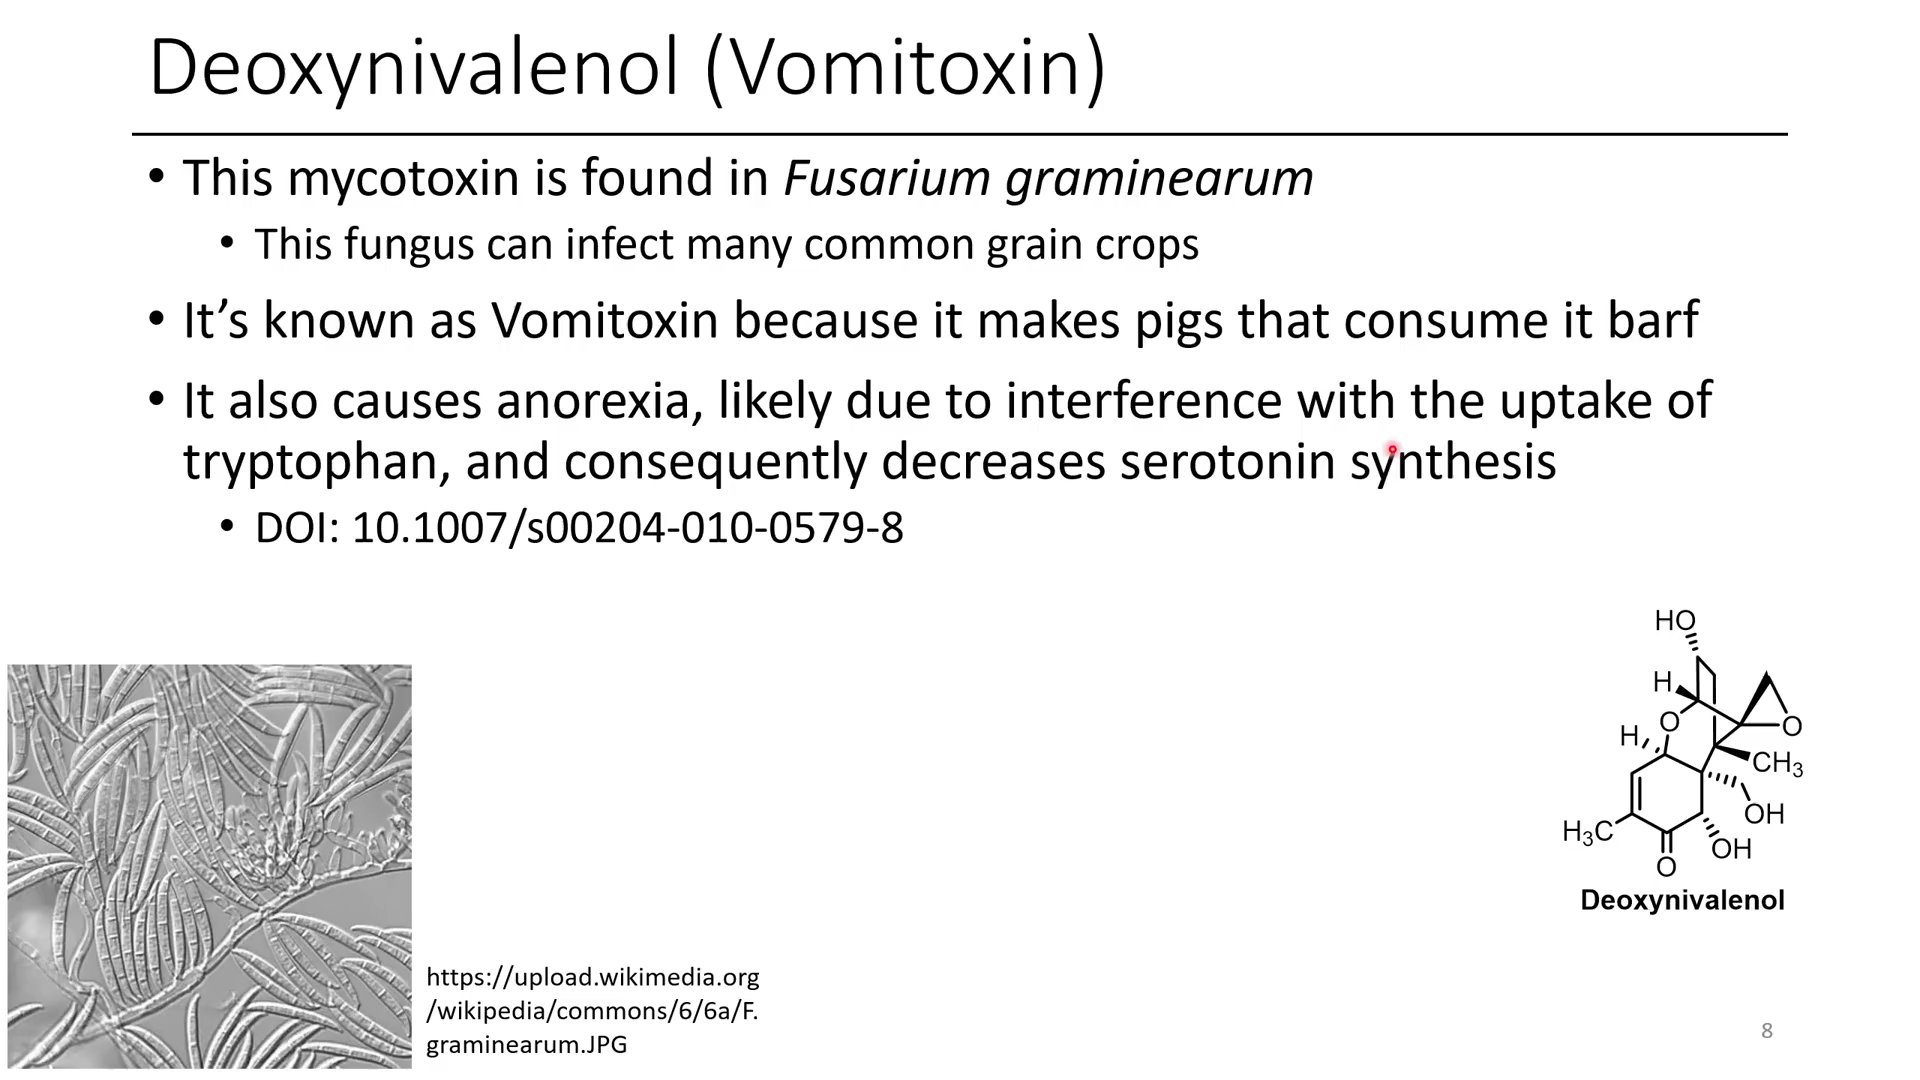 Deoxynivalenol (Vomitoxin)
• This mycotoxin is found in Fusarium graminearum
• This fungus can infect many common grain crops
• It’s known as Vomitoxin because it makes pigs that consume it barf
• It also causes anorexia, likely due to interference with the uptake of
tryptophan, and consequently decreases serotonin synthesis
• DOI: 10.1007/s00204-010-0579-8
HO
H
O
O
H
CH3
OH
H3C
OH
O
Deoxynivalenol
https://upload.wikimedia.org
/wikipedia/commons/6/6a/F.
graminearum.JPG
8